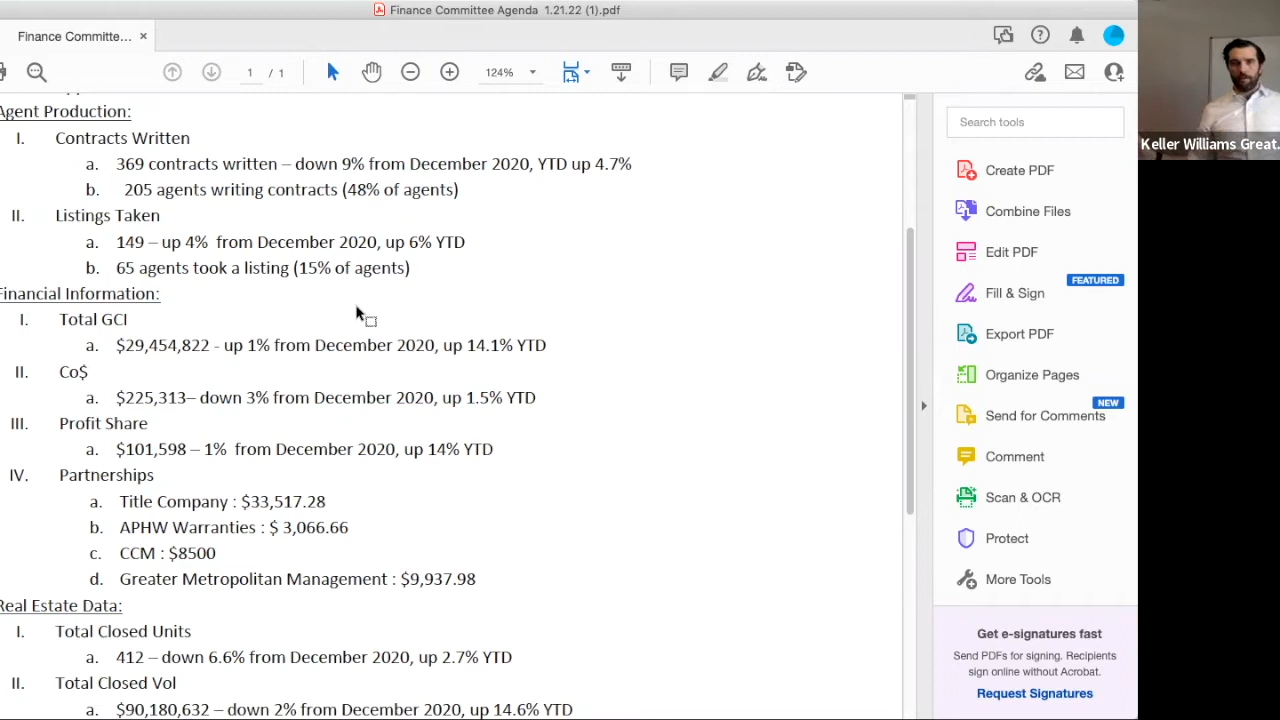 Finance Committee Agenda 1.21.22 (1).pdf
Finance Committe... ×
1 / 1
124%
Agent Production:
I. Contracts Written
a. 369 contracts written – down 9% from December 2020, YTD up 4.7%
b. 205 agents writing contracts (48% of agents)
II. Listings Taken
a. 149 – up 4% from December 2020, up 6% YTD
b. 65 agents took a listing (15% of agents)
Financial Information:
I. Total GCI
a. $29,454,822 - up 1% from December 2020, up 14.1% YTD
II. Co$
a. $225,313– down 3% from December 2020, up 1.5% YTD
III. Profit Share
a. $101,598 – 1% from December 2020, up 14% YTD
IV. Partnerships
a. Title Company : $33,517.28
b. APHW Warranties : $ 3,066.66
c. CCM : $8500
d. Greater Metropolitan Management : $9,937.98
Real Estate Data:
I. Total Closed Units
a. 412 – down 6.6% from December 2020, up 2.7% YTD
II. Total Closed Vol
a. $90,180,632 – down 2% from December 2020, up 14.6% YTD
Search tools
Create PDF
Combine Files
Edit PDF
FEATURED
Fill & Sign
Export PDF
Organize Pages
NEW
Send for Comments
Comment
Scan & OCR
Protect
More Tools
Get e-signatures fast
Send PDFs for signing. Recipients
sign online without Acrobat.
Request Signatures
Keller Williams Great...